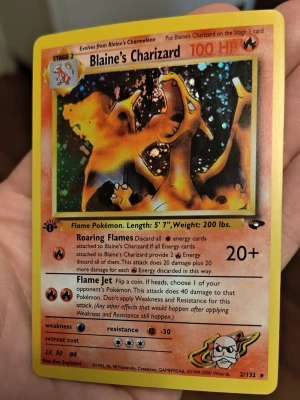 Evolves from Blaine's Charmeleon
Put Blaine's Charizard on the Stage 1 card
STAGE 2
Blaine's Charizard
100 HP
Flame Pokémon. Length: 5' 7", Weight: 200 lbs.
Roaring Flames Discard all energy cards
attached to Blaine's Charizard. If all Energy cards
attached to Blaine's Charizard provide 2 Energy.
discard all of them. This attack does 20 damage plus 20
more damage for each Energy discarded in this way.
20+
Flame Jet Flip a coin. If heads, choose 1 of your
opponent's Pokémon. This attack does 40 damage to that
Pokémon. Don't apply Weakness and Resistance for this
attack. (Any other effects that would happen after applying
Weakness and Resistance still happen.)
weakness
resistance
-30
retreat cost
2/132